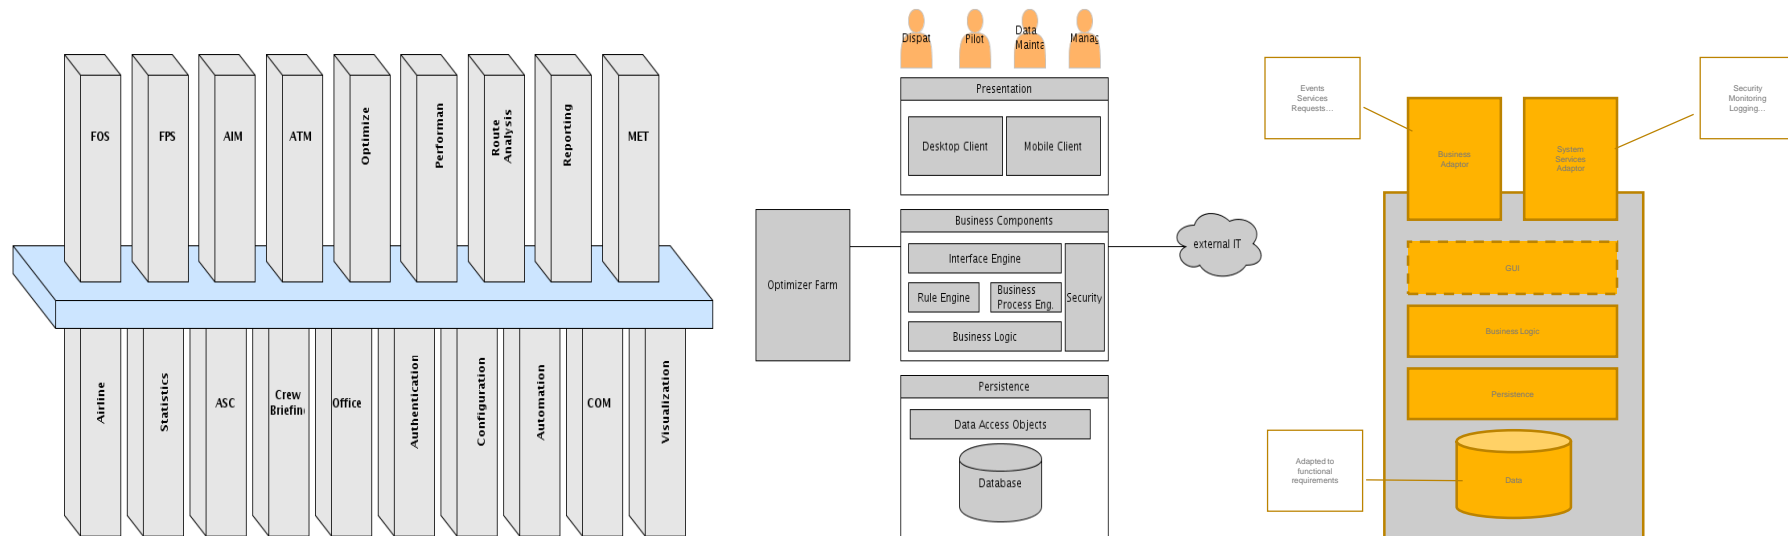 FOS
FPS
AIM
ATM
Optimize
Performan
Route
Analysis
Reporting
MET
Airline
Statistics
ASC
Crew
Briefin
Office
Authentication
Configuration
Automation
COM
Visualization
Dispat
Pilot
Data
Mainta
Manag
Presentation
Desktop Client
Mobile Client
Optimizer Farm
Business Components
Interface Engine
Rule Engine
Business
Process Eng.
Security
Business Logic
external IT
Persistence
Data Access Objects
Database
Events
Services
Requests...
Security
Monitoring
Logging...
Business
Adaptor
System
Services
Adaptor
GUI
Business Logic
Persistence
Adapted to
functional
requirements
Data